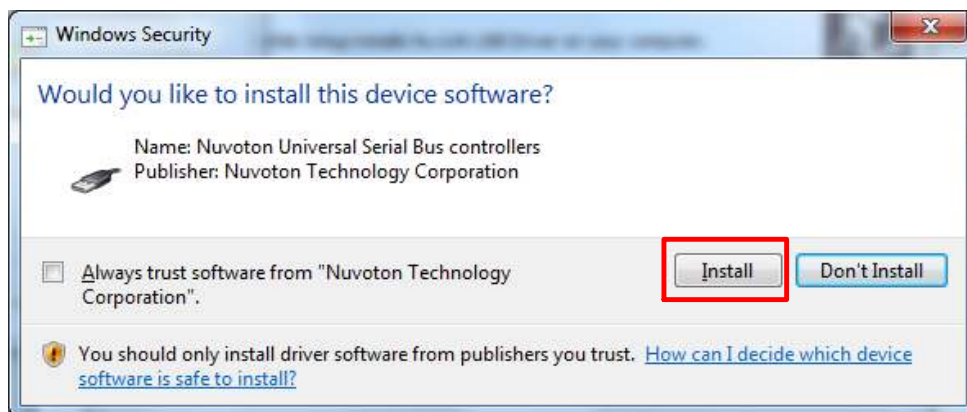 Windows Security
Would you like to install this device software?
Name: Nuvoton Universal Serial Bus controllers
Publisher: Nuvoton Technology Corporation
Always trust software from "Nuvoton Technology
Corporation".
Install
Don't Install
You should only install driver software from publishers you trust. How can I decide which device
software is safe to install?